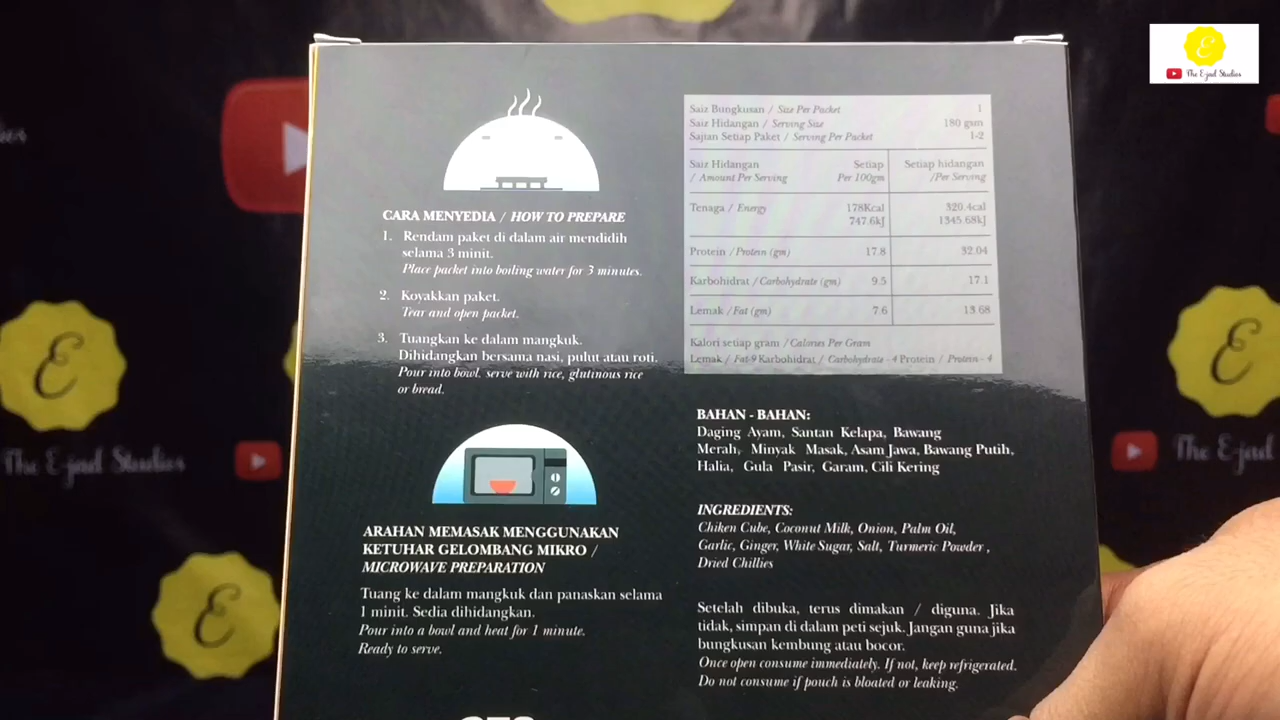 The E-jad Studios
CARA MENYEDIA / HOW TO PREPARE
1. Rendam paket di dalam air mendidih
selama 3 minit.
Place packet into boiling water for 3 minutes.
2. Koyakkan paket.
Tear and open packet.
3. Tuangkan ke dalam mangkuk.
Dihidangkan bersama nasi, pulut atau roti.
Pour into bowl. serve with rice, glutinous rice
or bread.
ARAHAN MEMASAK MENGGUNAKAN
KETUHAR GELOMBANG MIKRO /
MICROWAVE PREPARATION
Tuang ke dalam mangkuk dan panaskan selama
1 minit. Sedia dihidangkan.
Pour into a bowl and heat for 1 minute.
Ready to serve.
Saiz Bungkusan / Size Per Packet 1
Saiz Hidangan / Serving Size 180 gsm
Sajian Setiap Paket / Serving Per Packet 1-2
Saiz Hidangan Setiap Setiap hidangan
/ Amount Per Serving Per 100gm /Per Serving
Tenaga / Energy 178Kcal 320.4cal
747.6kJ 1345.68kJ
Protein / Protein (gm) 17.8 32.04
Karbohidrat / Carbohydrate (gm) 9.5 17.1
Lemak / Fat (gm) 7.6 13.68
Kalori setiap gram / Calories Per Gram
Lemak / Fat-9 Karbohidrat / Carbohydrate - 4 Protein / Protein - 4
BAHAN - BAHAN:
Daging Ayam, Santan Kelapa, Bawang
Merah, Minyak Masak, Asam Jawa, Bawang Putih,
Halia, Gula Pasir, Garam, Cili Kering
INGREDIENTS:
Chiken Cube, Coconut Milk, Onion, Palm Oil,
Garlic, Ginger, White Sugar, Salt, Turmeric Powder ,
Dried Chillies
Setelah dibuka, terus dimakan / diguna. Jika
tidak, simpan di dalam peti sejuk. Jangan guna jika
bungkusan kembung atau bocor.
Once open consume immediately. If not, keep refrigerated.
Do not consume if pouch is bloated or leaking.
E
The E-jad Studios
E
E
The E-jad